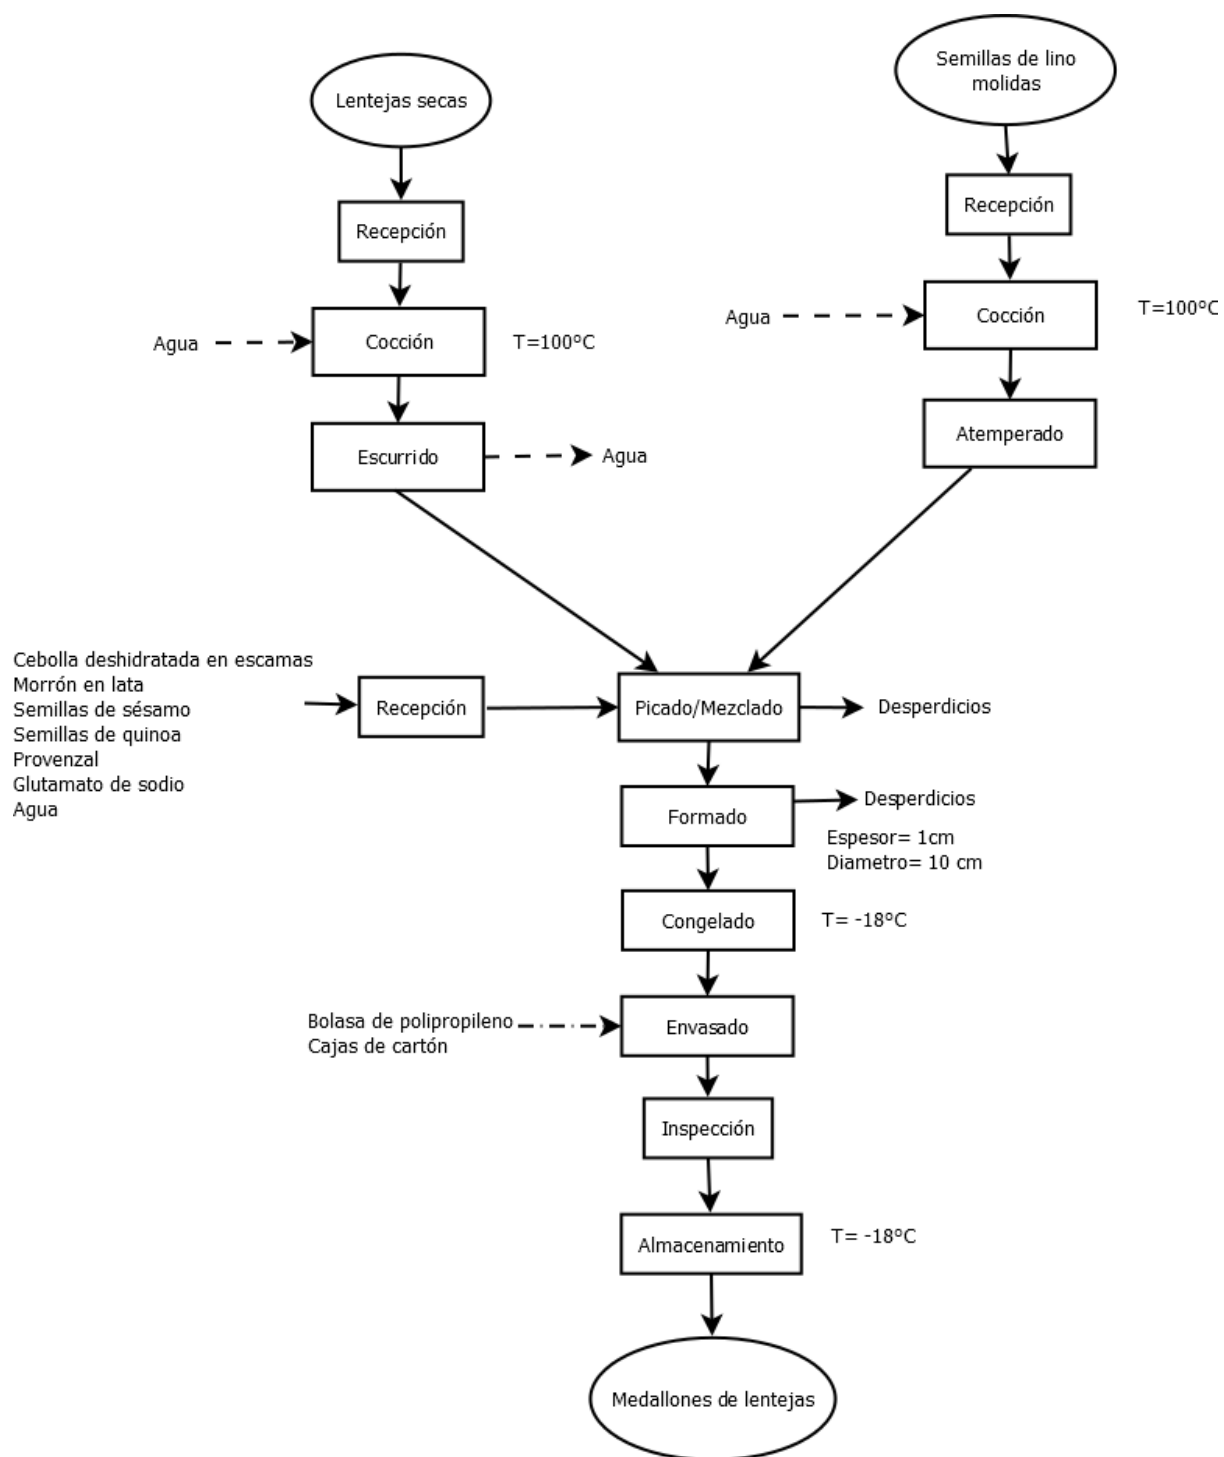 Lentejas secas
Semillas de lino
molidas
Recepción
Recepción
Agua
Cocción
T=100ºC
Agua
Cocción
T=100ºC
Escurrido
Agua
Atemperado
Cebolla deshidratada en escamas
Morrón en lata
Semillas de sésamo
Semillas de quinoa
Provenzal
Glutamato de sodio
Agua
Recepción
Picado/Mezclado
Desperdicios
Formado
Desperdicios
Espesor= 1cm
Diametro= 10 cm
Congelado
T= -18ºC
Bolasa de polipropileno
Cajas de cartón
Envasado
Inspección
Almacenamiento
T= -18ºC
Medallones de lentejas